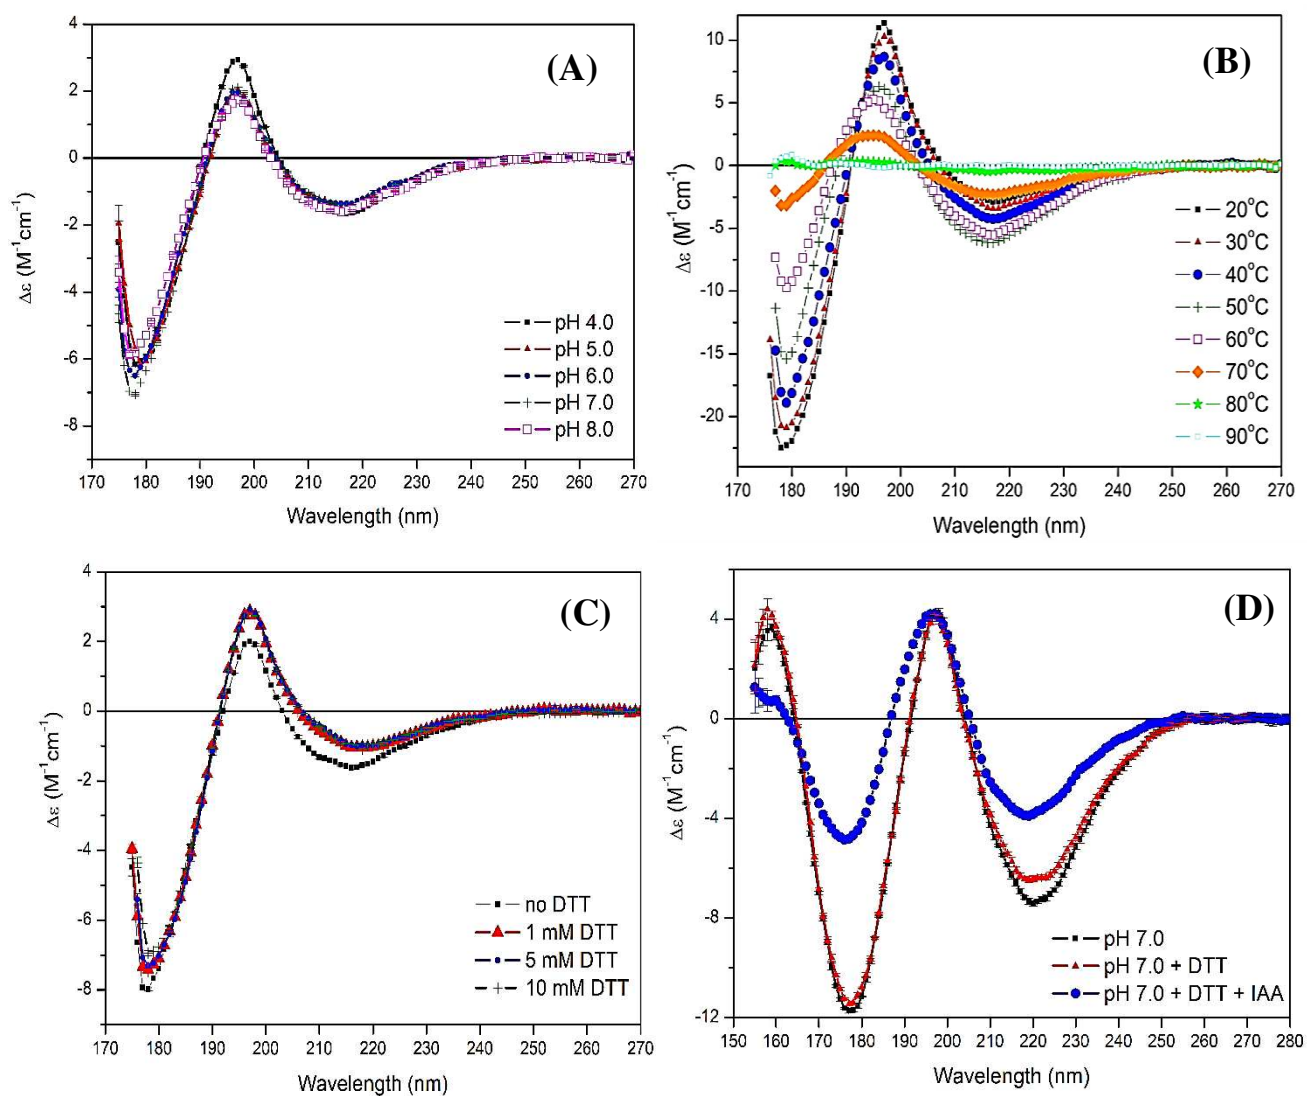 (A)
4
2
0
-2
-4
-6
-8
Δε (M⁻¹cm⁻¹)
pH 4.0
pH 5.0
pH 6.0
pH 7.0
pH 8.0
170 180 190 200 210 220 230 240 250 260 270
Wavelength (nm)
(B)
10
5
0
-5
-10
-15
-20
Δε (M⁻¹cm⁻¹)
20°C
30°C
40°C
50°C
60°C
70°C
80°C
90°C
170 180 190 200 210 220 230 240 250 260 270
Wavelength (nm)
(C)
4
2
0
-2
-4
-6
-8
Δε (M⁻¹cm⁻¹)
no DTT
1 mM DTT
5 mM DTT
10 mM DTT
170 180 190 200 210 220 230 240 250 260 270
Wavelength (nm)
(D)
4
0
-4
-8
-12
Δε (M⁻¹cm⁻¹)
pH 7.0
pH 7.0 + DTT
pH 7.0 + DTT + IAA
150 160 170 180 190 200 210 220 230 240 250 260 270 280
Wavelength (nm)